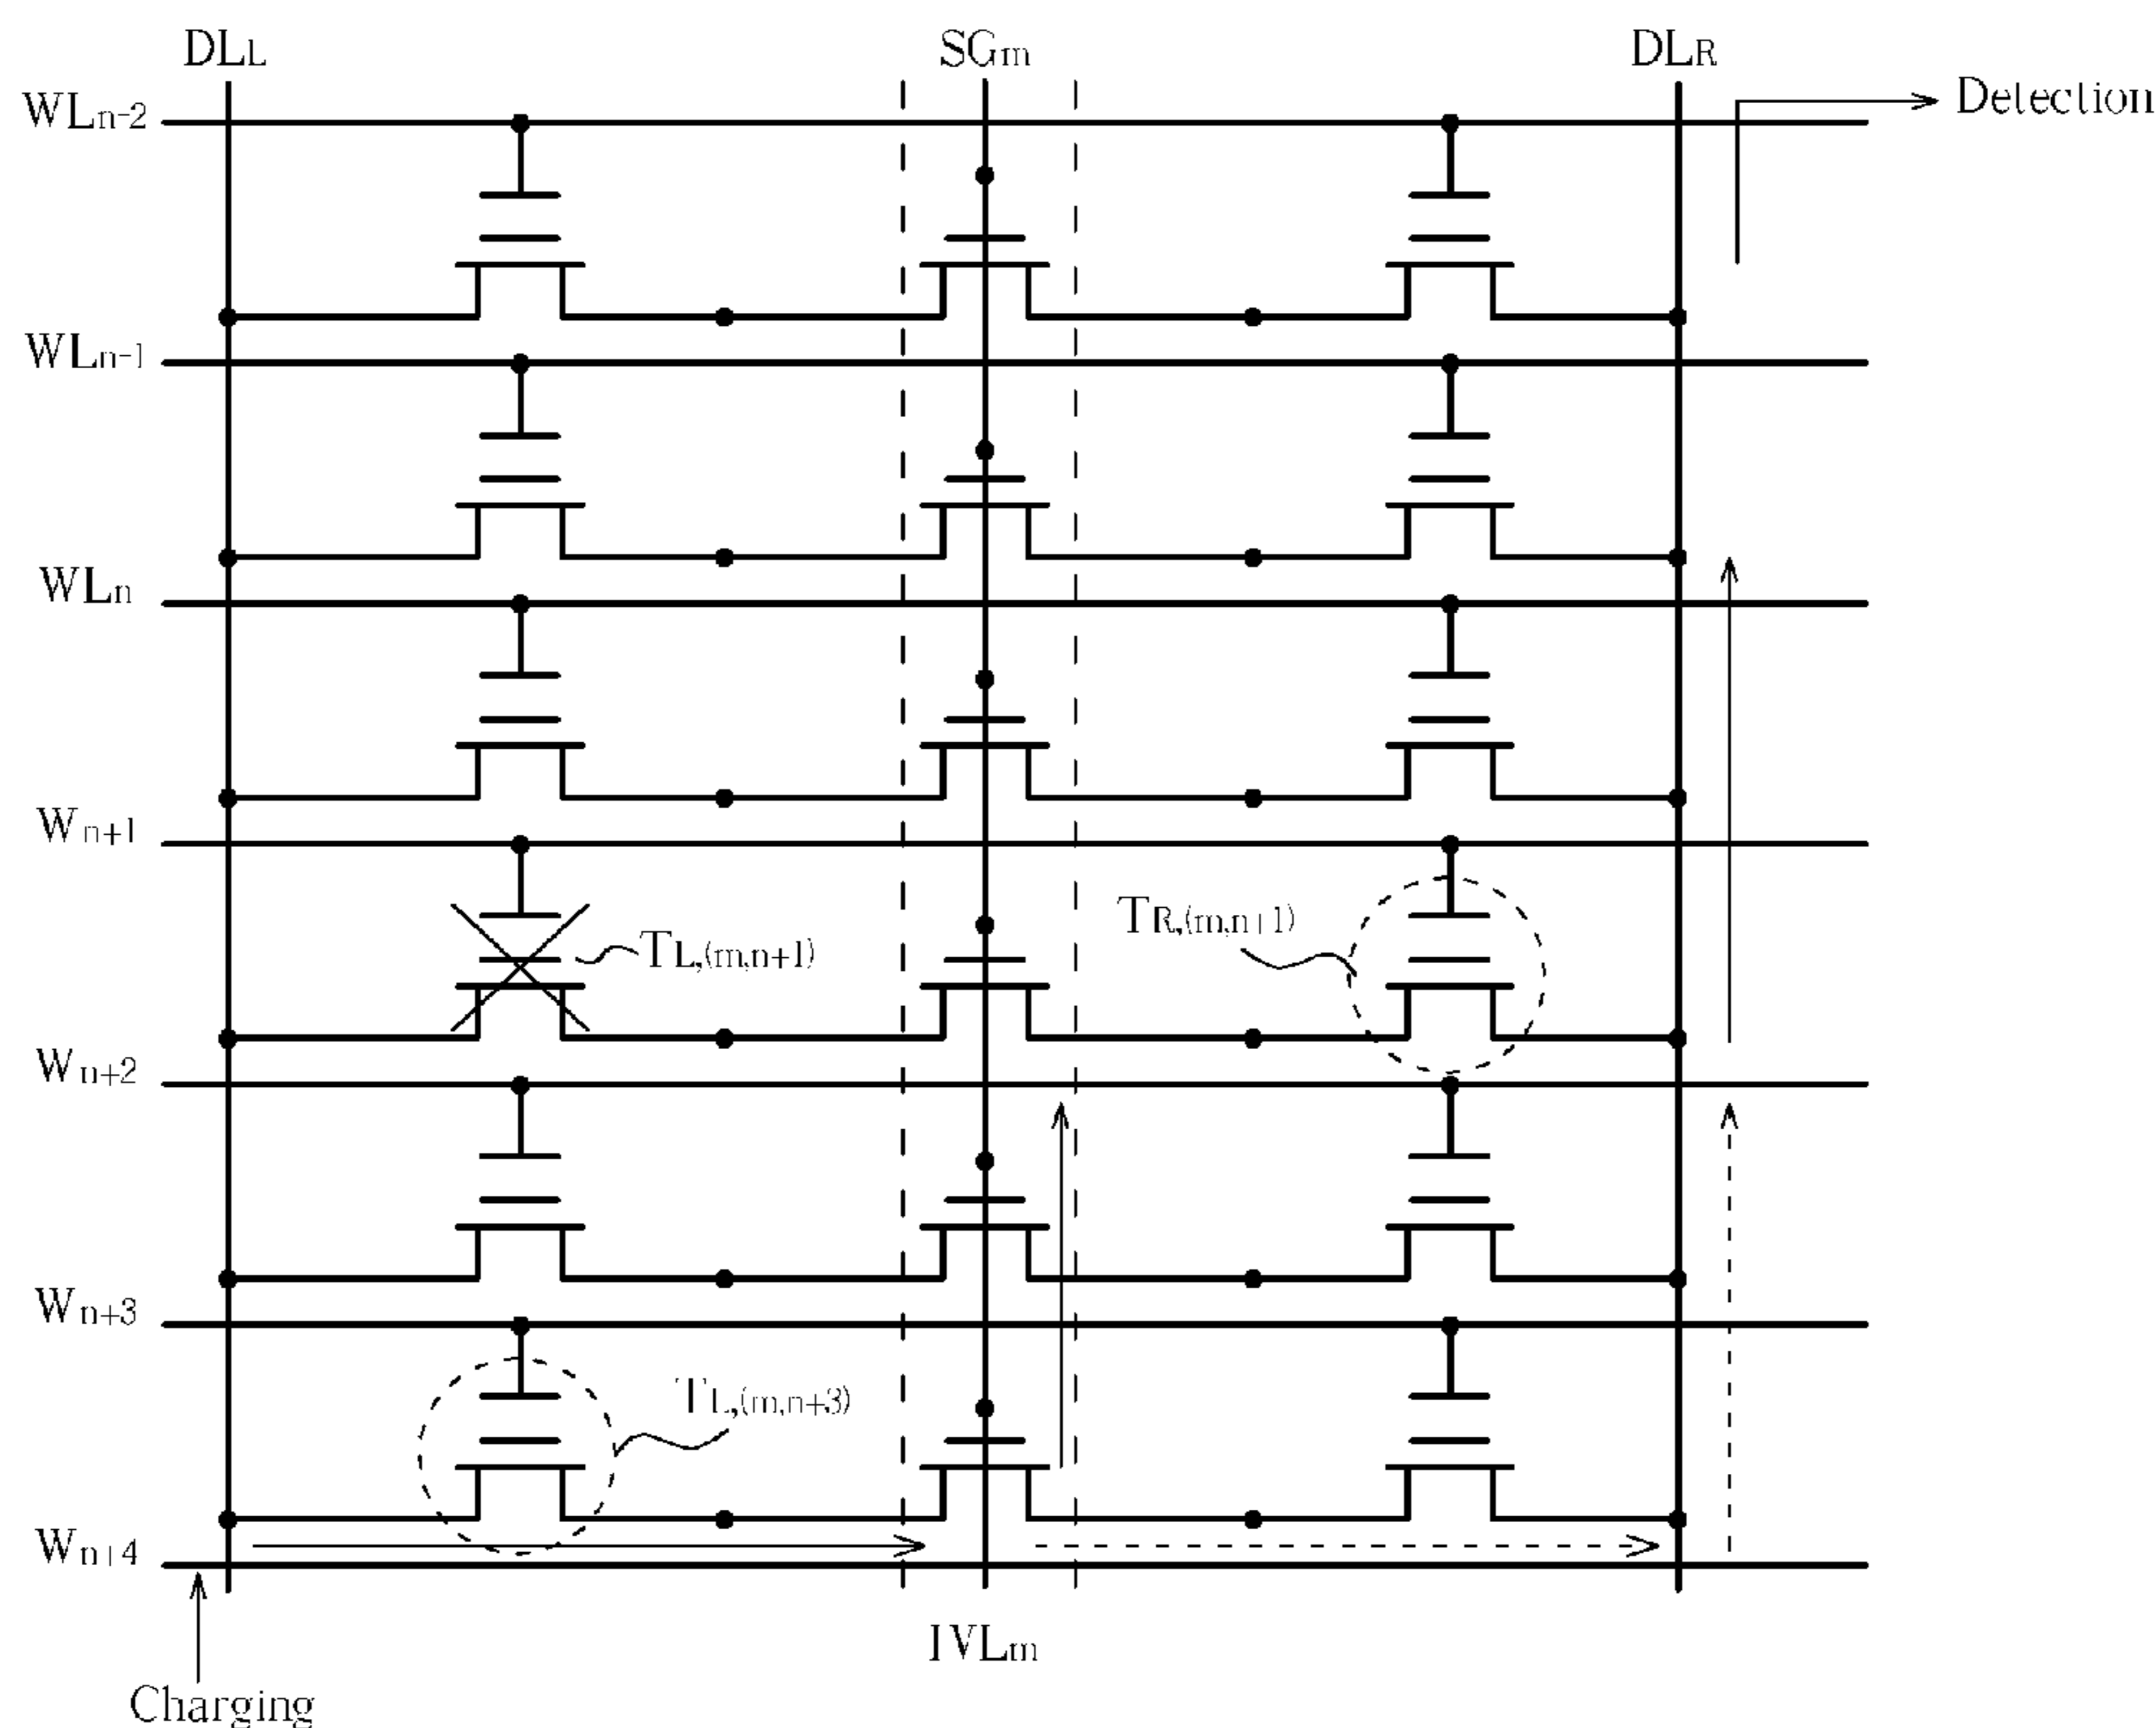 DLL
SGm
DLR
WLn-2
Detection
WLn-1
WLn
Wn+1
TL,(m,n+1)
TR,(m,n+1)
Wn+2
Wn+3
TL,(m,n+3)
Wn+4
IVLm
Charging